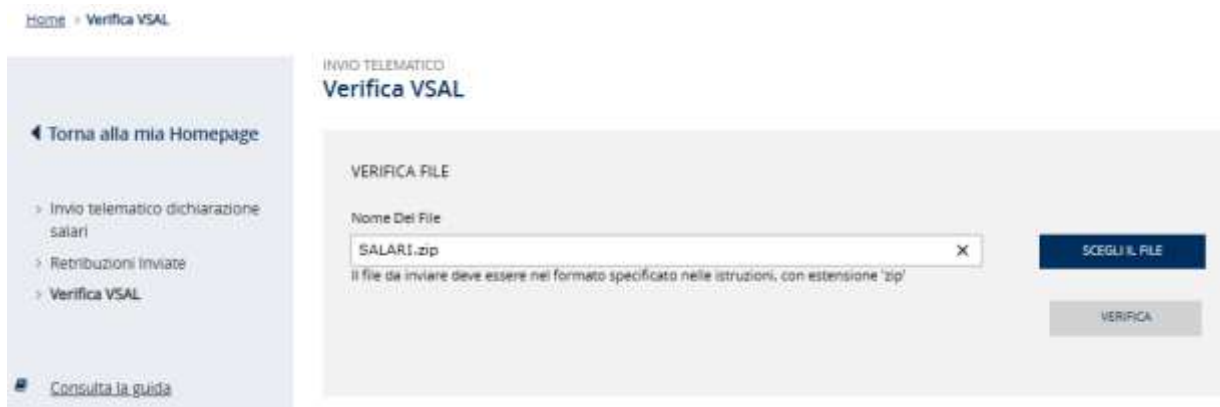 Home > Verifica VSAL
INVIO TELEMATICO
Verifica VSAL
Torna alla mia Homepage
VERIFICA FILE
> Invio telematico dichiarazione
salari
Nome Del File
> Retribuzioni Inviate
SALARI.zip
SCEGLI IL FILE
Il file da inviare deve essere nel formato specificato nelle istruzioni, con estensione 'zip'
> Verifica VSAL
VERIFICA
Consulta la guida